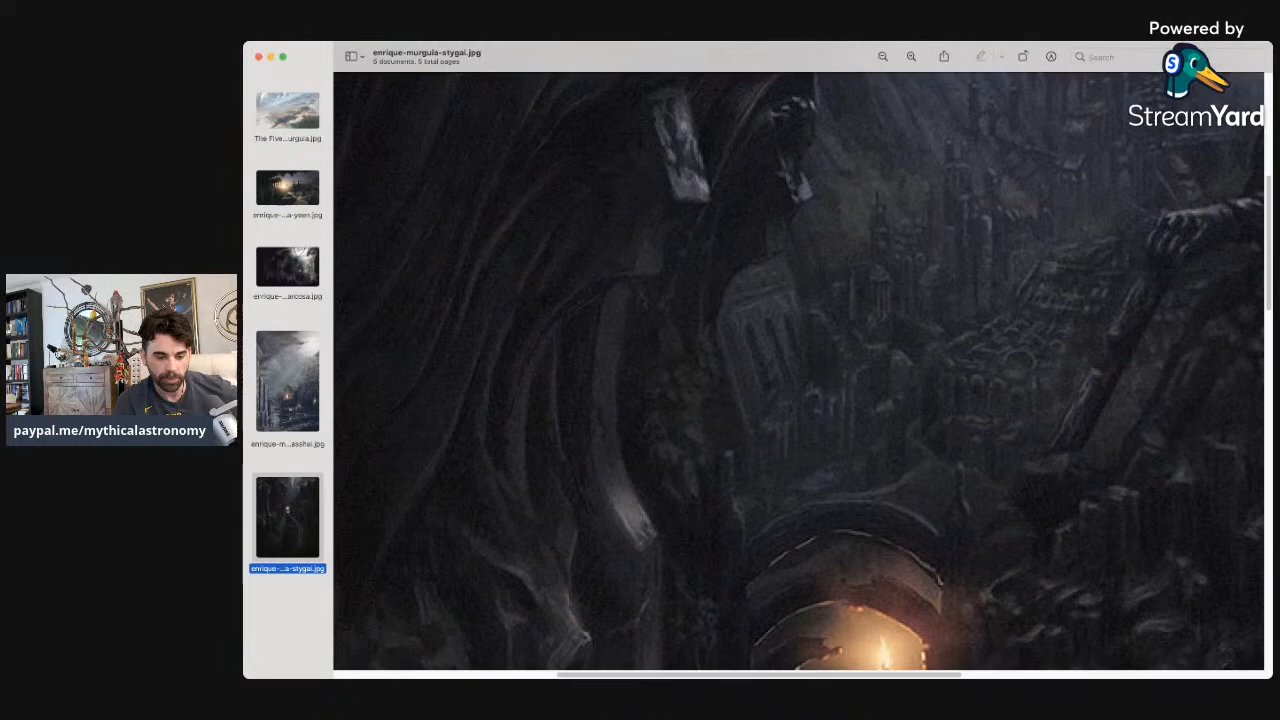 Powered by
StreamYard
enrique-murguia-stygai.jpg
5 documents, 5 total pages
Search
The Five...urguia.jpg
enrique-...a-yeen.jpg
enrique-...arcosa.jpg
enrique-m...asshai.jpg
enrique-...a-stygai.jpg
paypal.me/mythicalastronomy